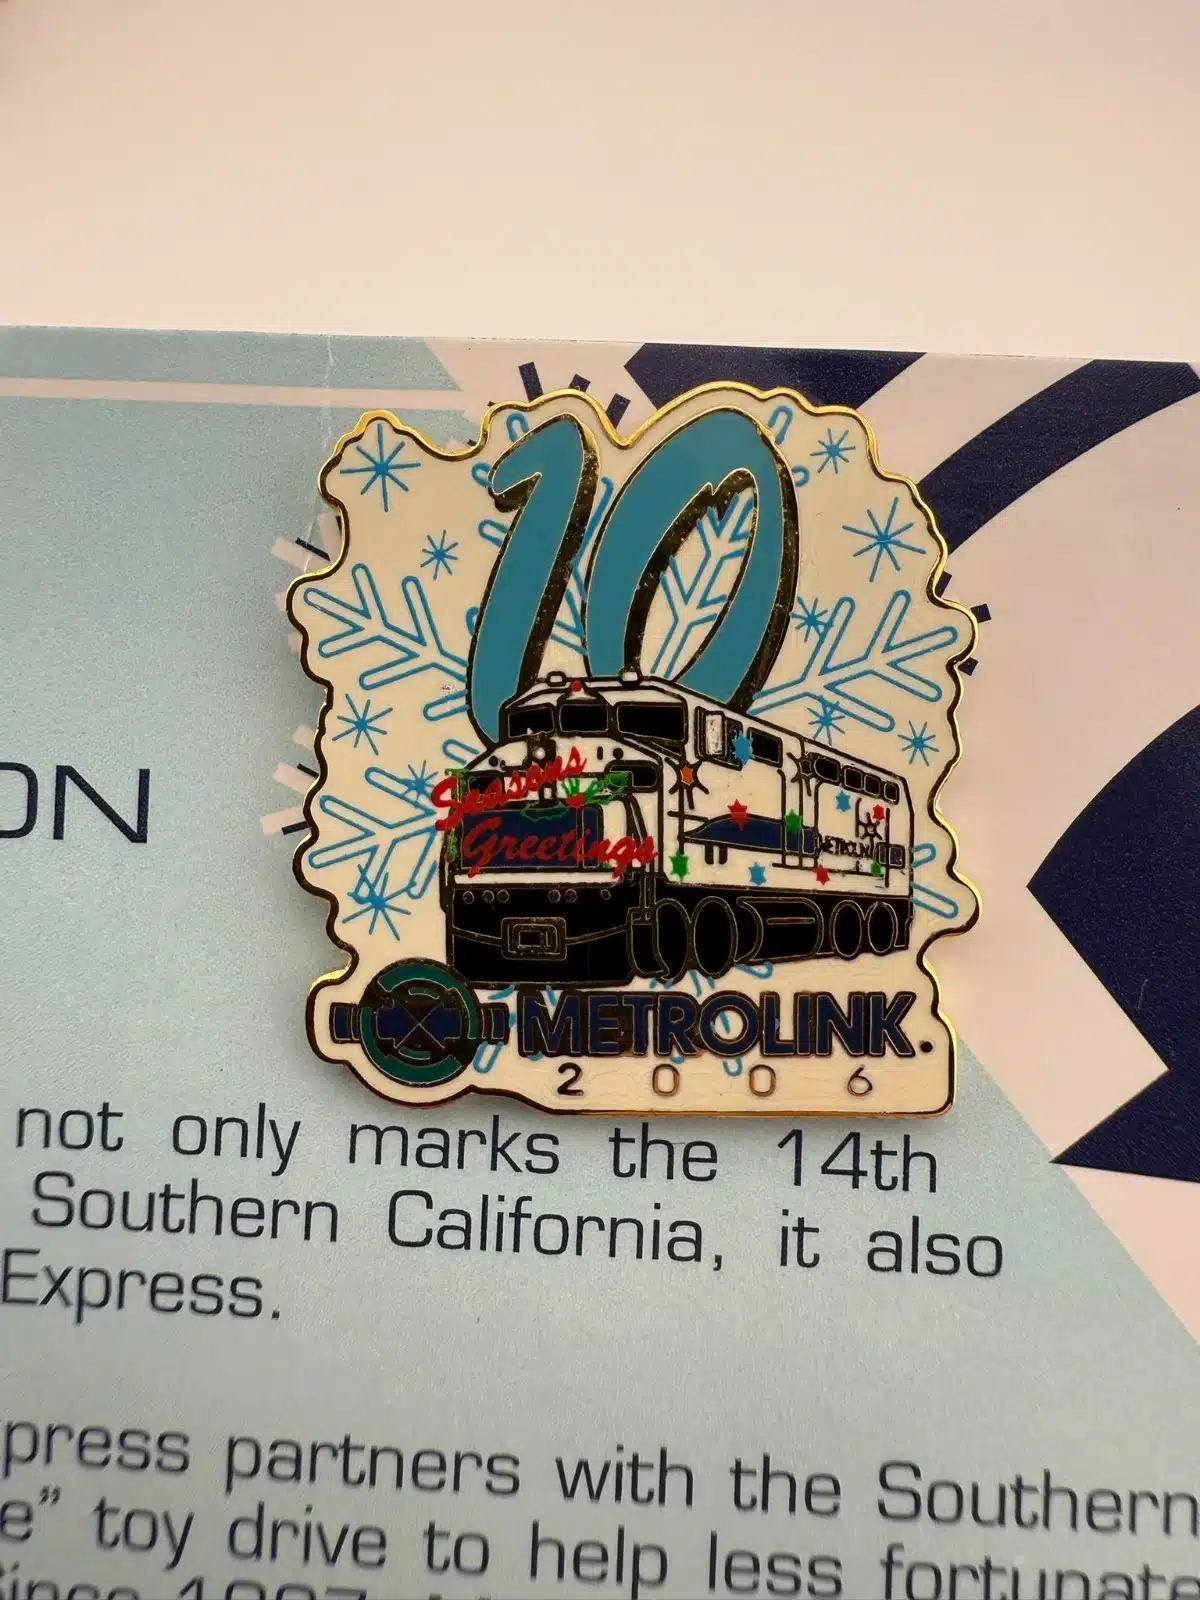 10
Seasons
Greetings
METROLINK
METROLINK.
2006
ON
not only marks the 14th
Southern California, it also
Express.
press partners with the Southern
e" toy drive to help less fortunate